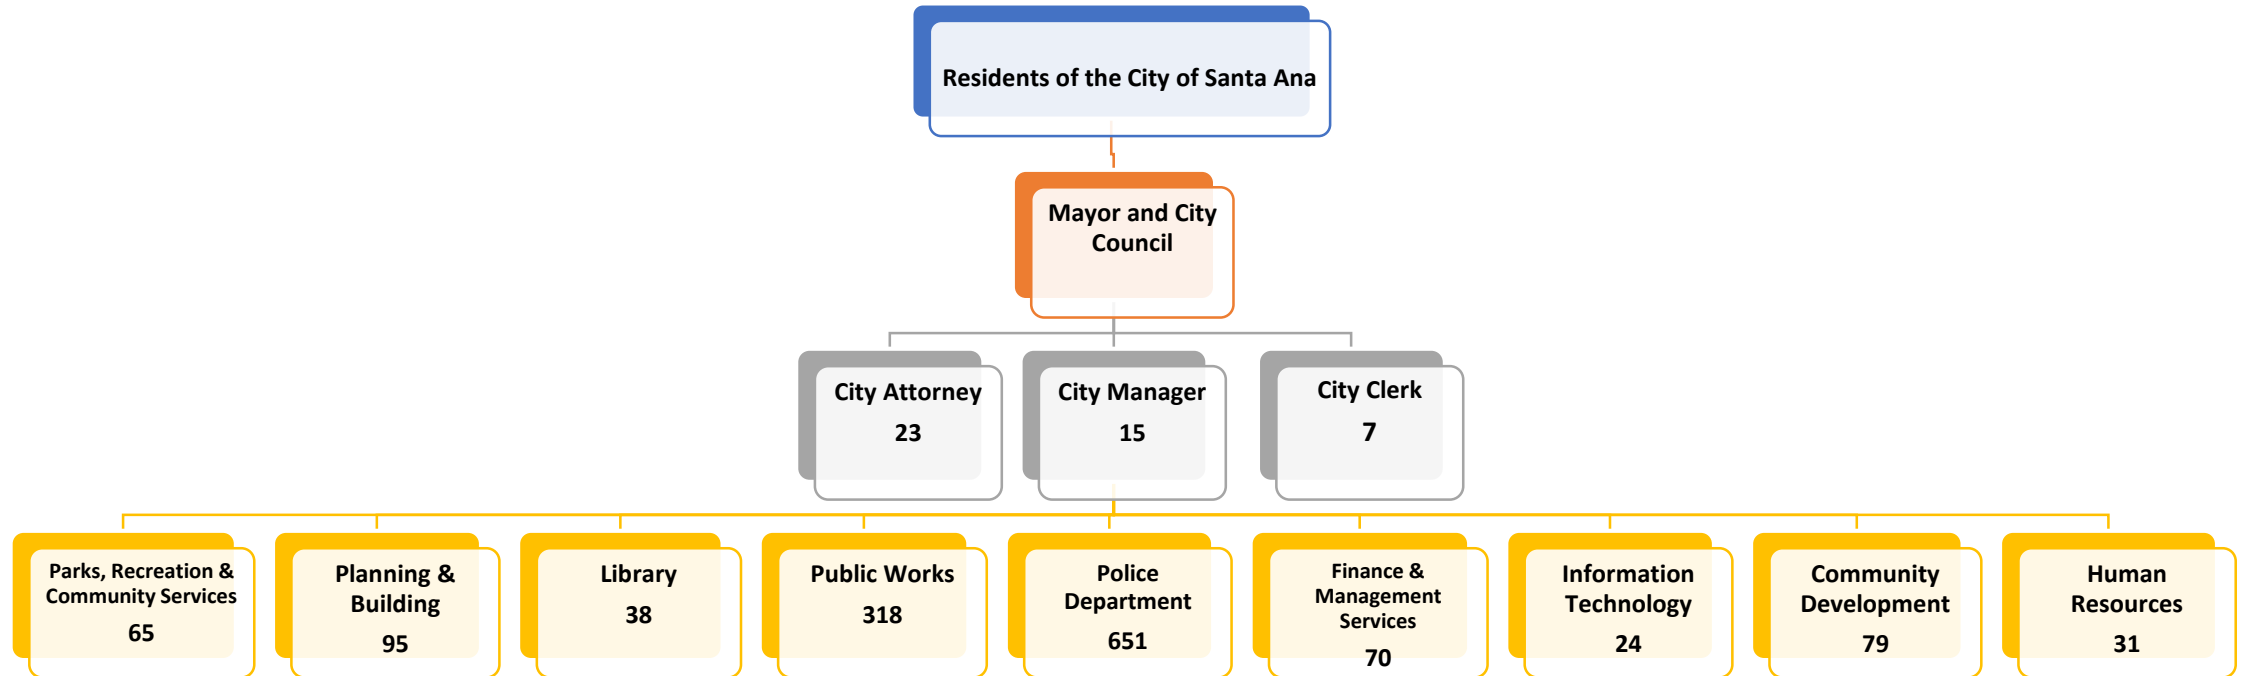 Residents of the City of Santa Ana
Mayor and City
Council
City Attorney
23
City Manager
15
City Clerk
7
Parks, Recreation &
Community Services
65
Planning &
Building
95
Library
38
Public Works
318
Police
Department
651
Finance &
Management
Services
70
Information
Technology
24
Community
Development
79
Human
Resources
31